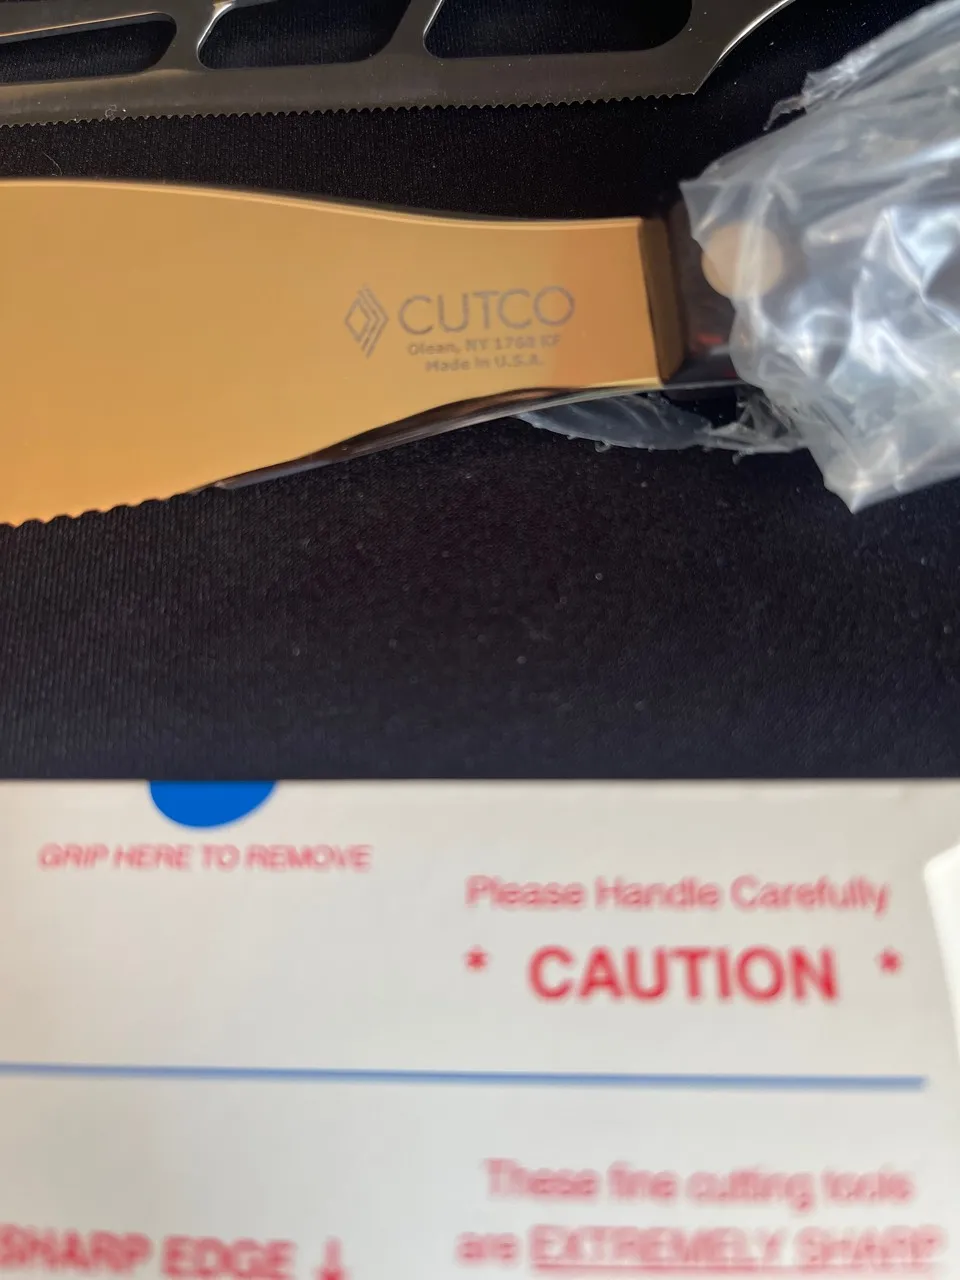 CUTCO
Olean, NY 1768 KF
Made in U.S.A.
GRIP HERE TO REMOVE
Please Handle Carefully
* CAUTION *
These fine cutting tools
are EXTREMELY SHARP
SHARP EDGE ↓